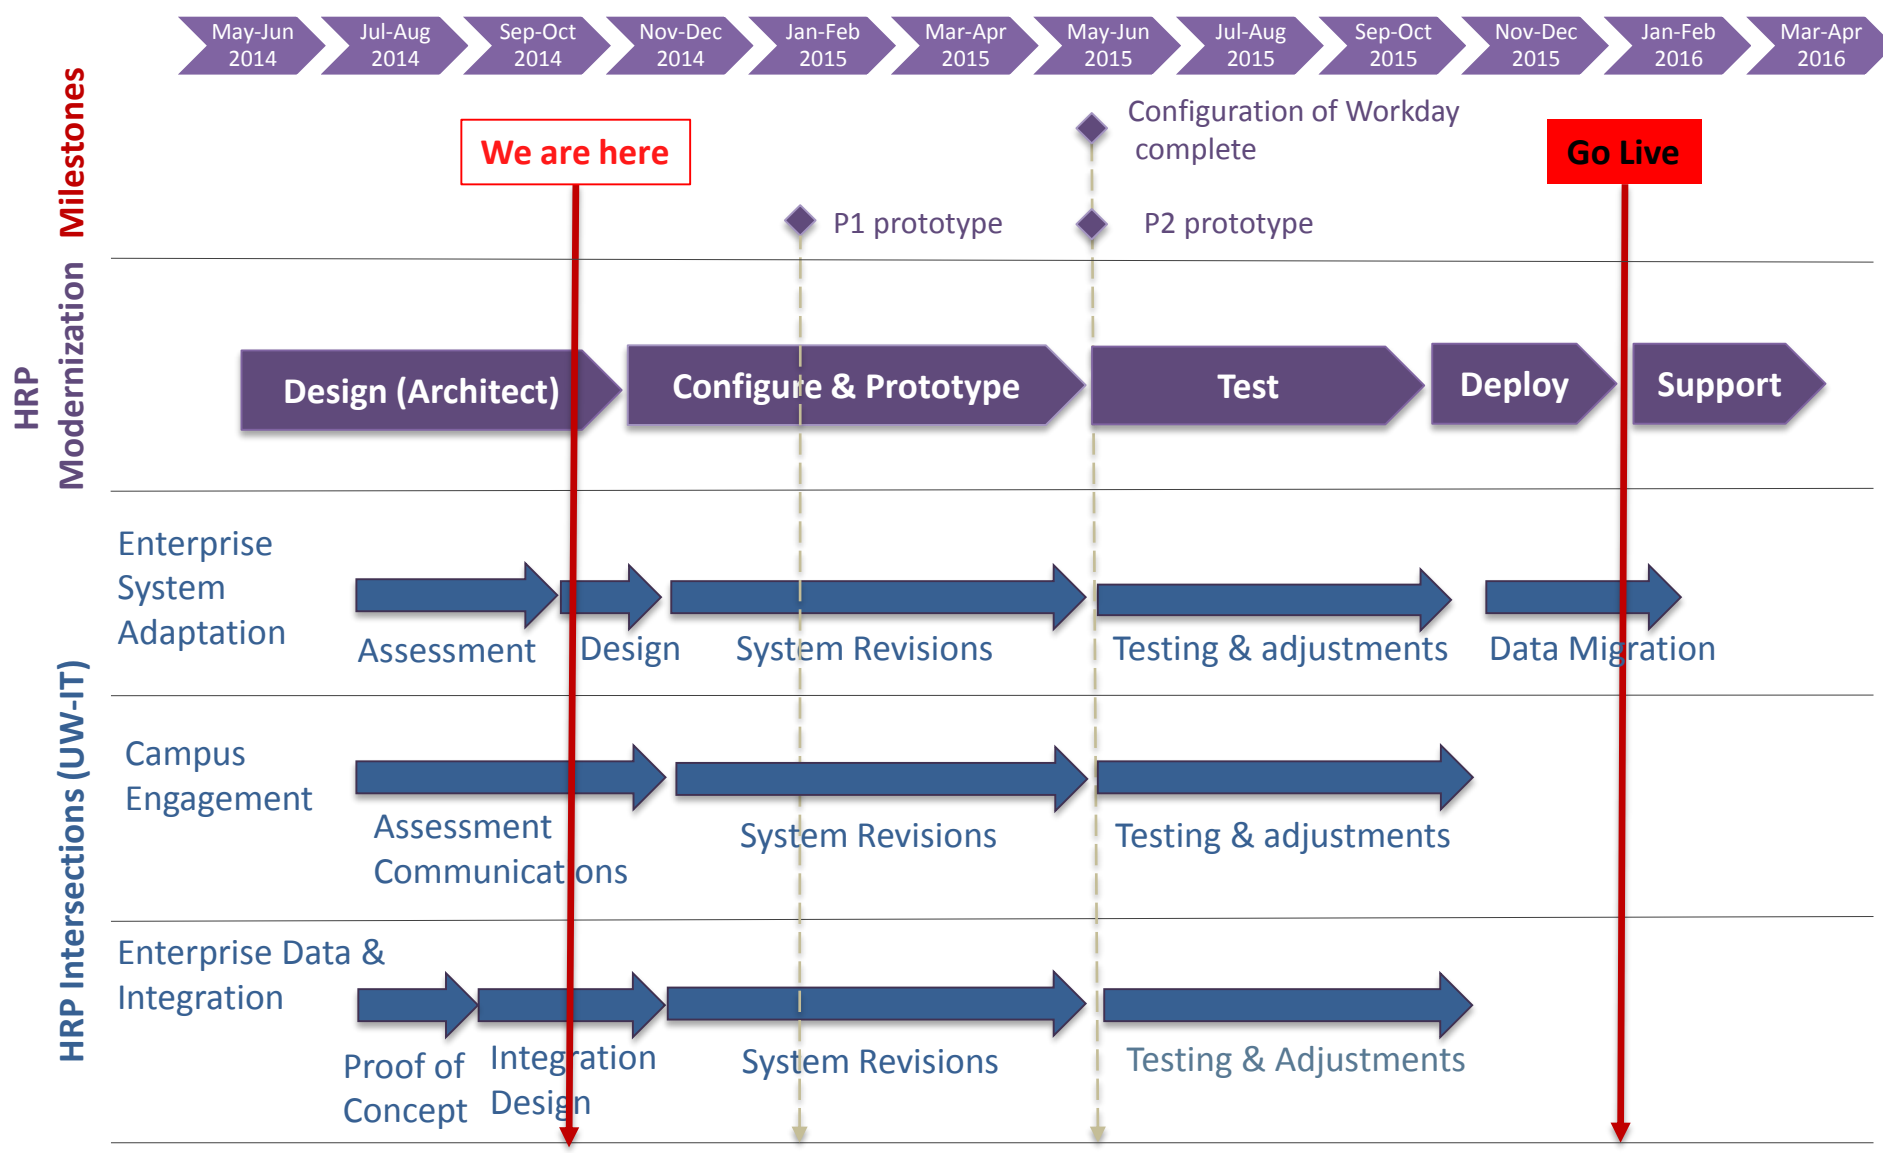 May-Jun
2014
Jul-Aug
2014
Sep-Oct
2014
Nov-Dec
2014
Jan-Feb
2015
Mar-Apr
2015
May-Jun
2015
Jul-Aug
2015
Sep-Oct
2015
Nov-Dec
2015
Jan-Feb
2016
Mar-Apr
2016
Milestones
We are here
Configuration of Workday
complete
Go Live
P1 prototype
P2 prototype
HRP
Modernization
Design (Architect)
Configure & Prototype
Test
Deploy
Support
HRP Intersections (UW-IT)
Enterprise
System
Adaptation
Assessment
Design
System Revisions
Testing & adjustments
Data Migration
Campus
Engagement
Assessment
Communications
System Revisions
Testing & adjustments
Enterprise Data &
Integration
Proof of
Concept
Integration
Design
System Revisions
Testing & Adjustments